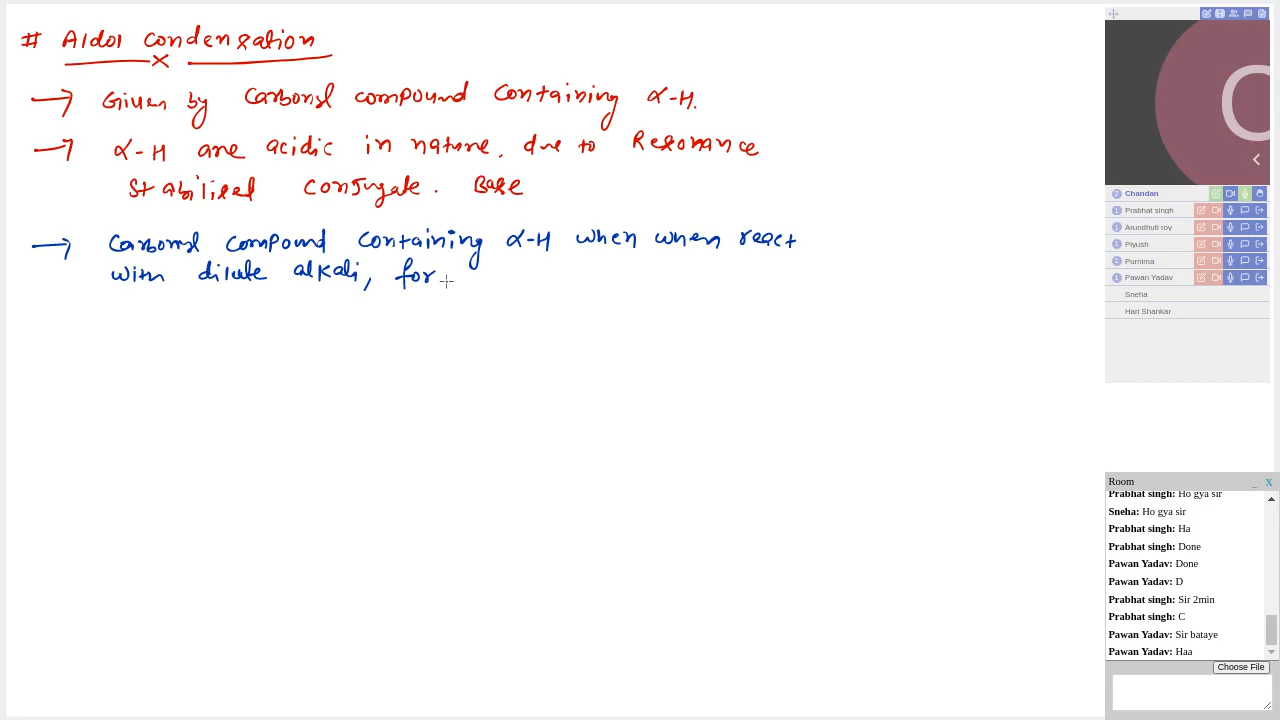 # Aldol condensation
→ Given by Carbonyl compound Containing α-H.
→ α-H are acidic in nature. due to Resonance
Stabilised Conjugate. Base
→ Carbonyl compound Containing α-H when when react
with dilute alkali, for
C
Chandan
Prabhat singh
Arundhuti roy
Piyush
Purnima
Pawan Yadav
Sneha
Hari Shankar
Room _ X
Prabhat singh: Ho gya sir
Sneha: Ho gya sir
Prabhat singh: Ha
Prabhat singh: Done
Pawan Yadav: Done
Pawan Yadav: D
Prabhat singh: Sir 2min
Prabhat singh: C
Pawan Yadav: Sir bataye
Pawan Yadav: Haa
Choose File